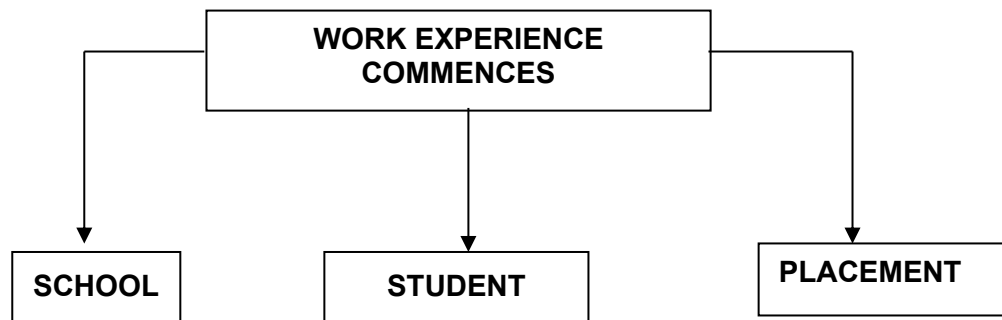 WORK EXPERIENCE
COMMENCES
SCHOOL
STUDENT
PLACEMENT